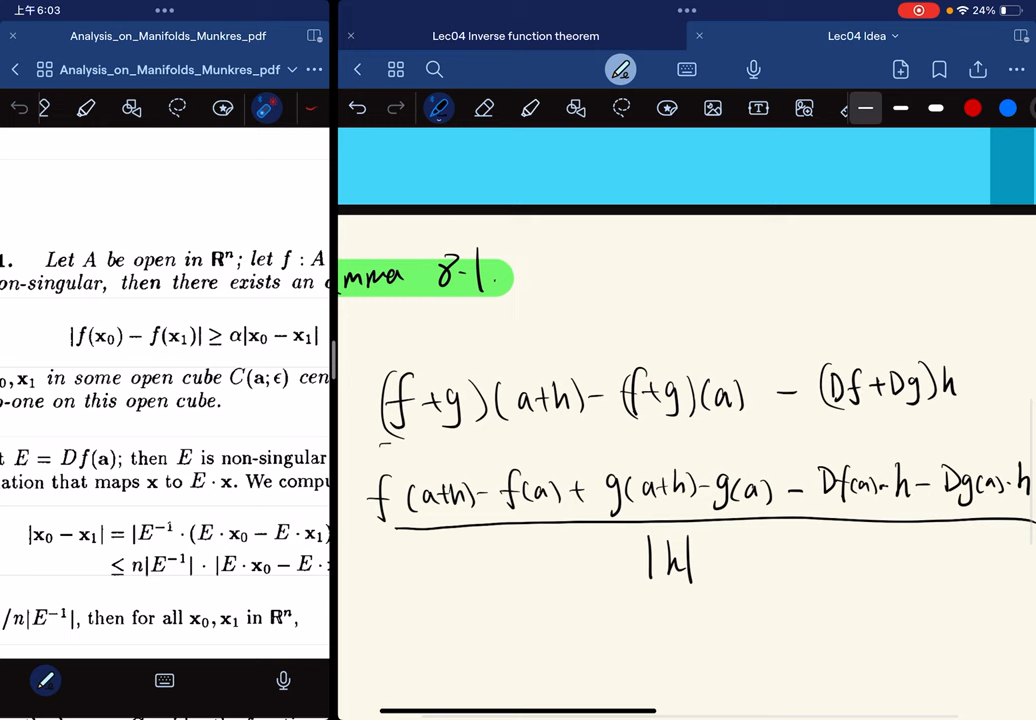 上午6:03
24%
Analysis_on_Manifolds_Munkres_pdf
Lec04 Inverse function theorem
Lec04 Idea
Analysis_on_Manifolds_Munkres_pdf
1. Let A be open in Rⁿ; let f : A
on-singular, then there exists an
|f(x₀) − f(x₁)| ≥ α|x₀ − x₁|
₀, x₁ in some open cube C(a; ϵ) cen
o-one on this open cube.
t E = Df(a); then E is non-singular
ation that maps x to E · x. We compu
|x₀ − x₁| = |E⁻¹ · (E · x₀ − E · x₁)
≤ n|E⁻¹| · |E · x₀ − E ·
/n|E⁻¹|, then for all x₀, x₁ in Rⁿ,
mma 8-1.
(f+g)(a+h) - (f+g)(a) - (Df+Dg)h
f(a+h) - f(a) + g(a+h) - g(a) - Df(a)·h - Dg(a)·h
|h|